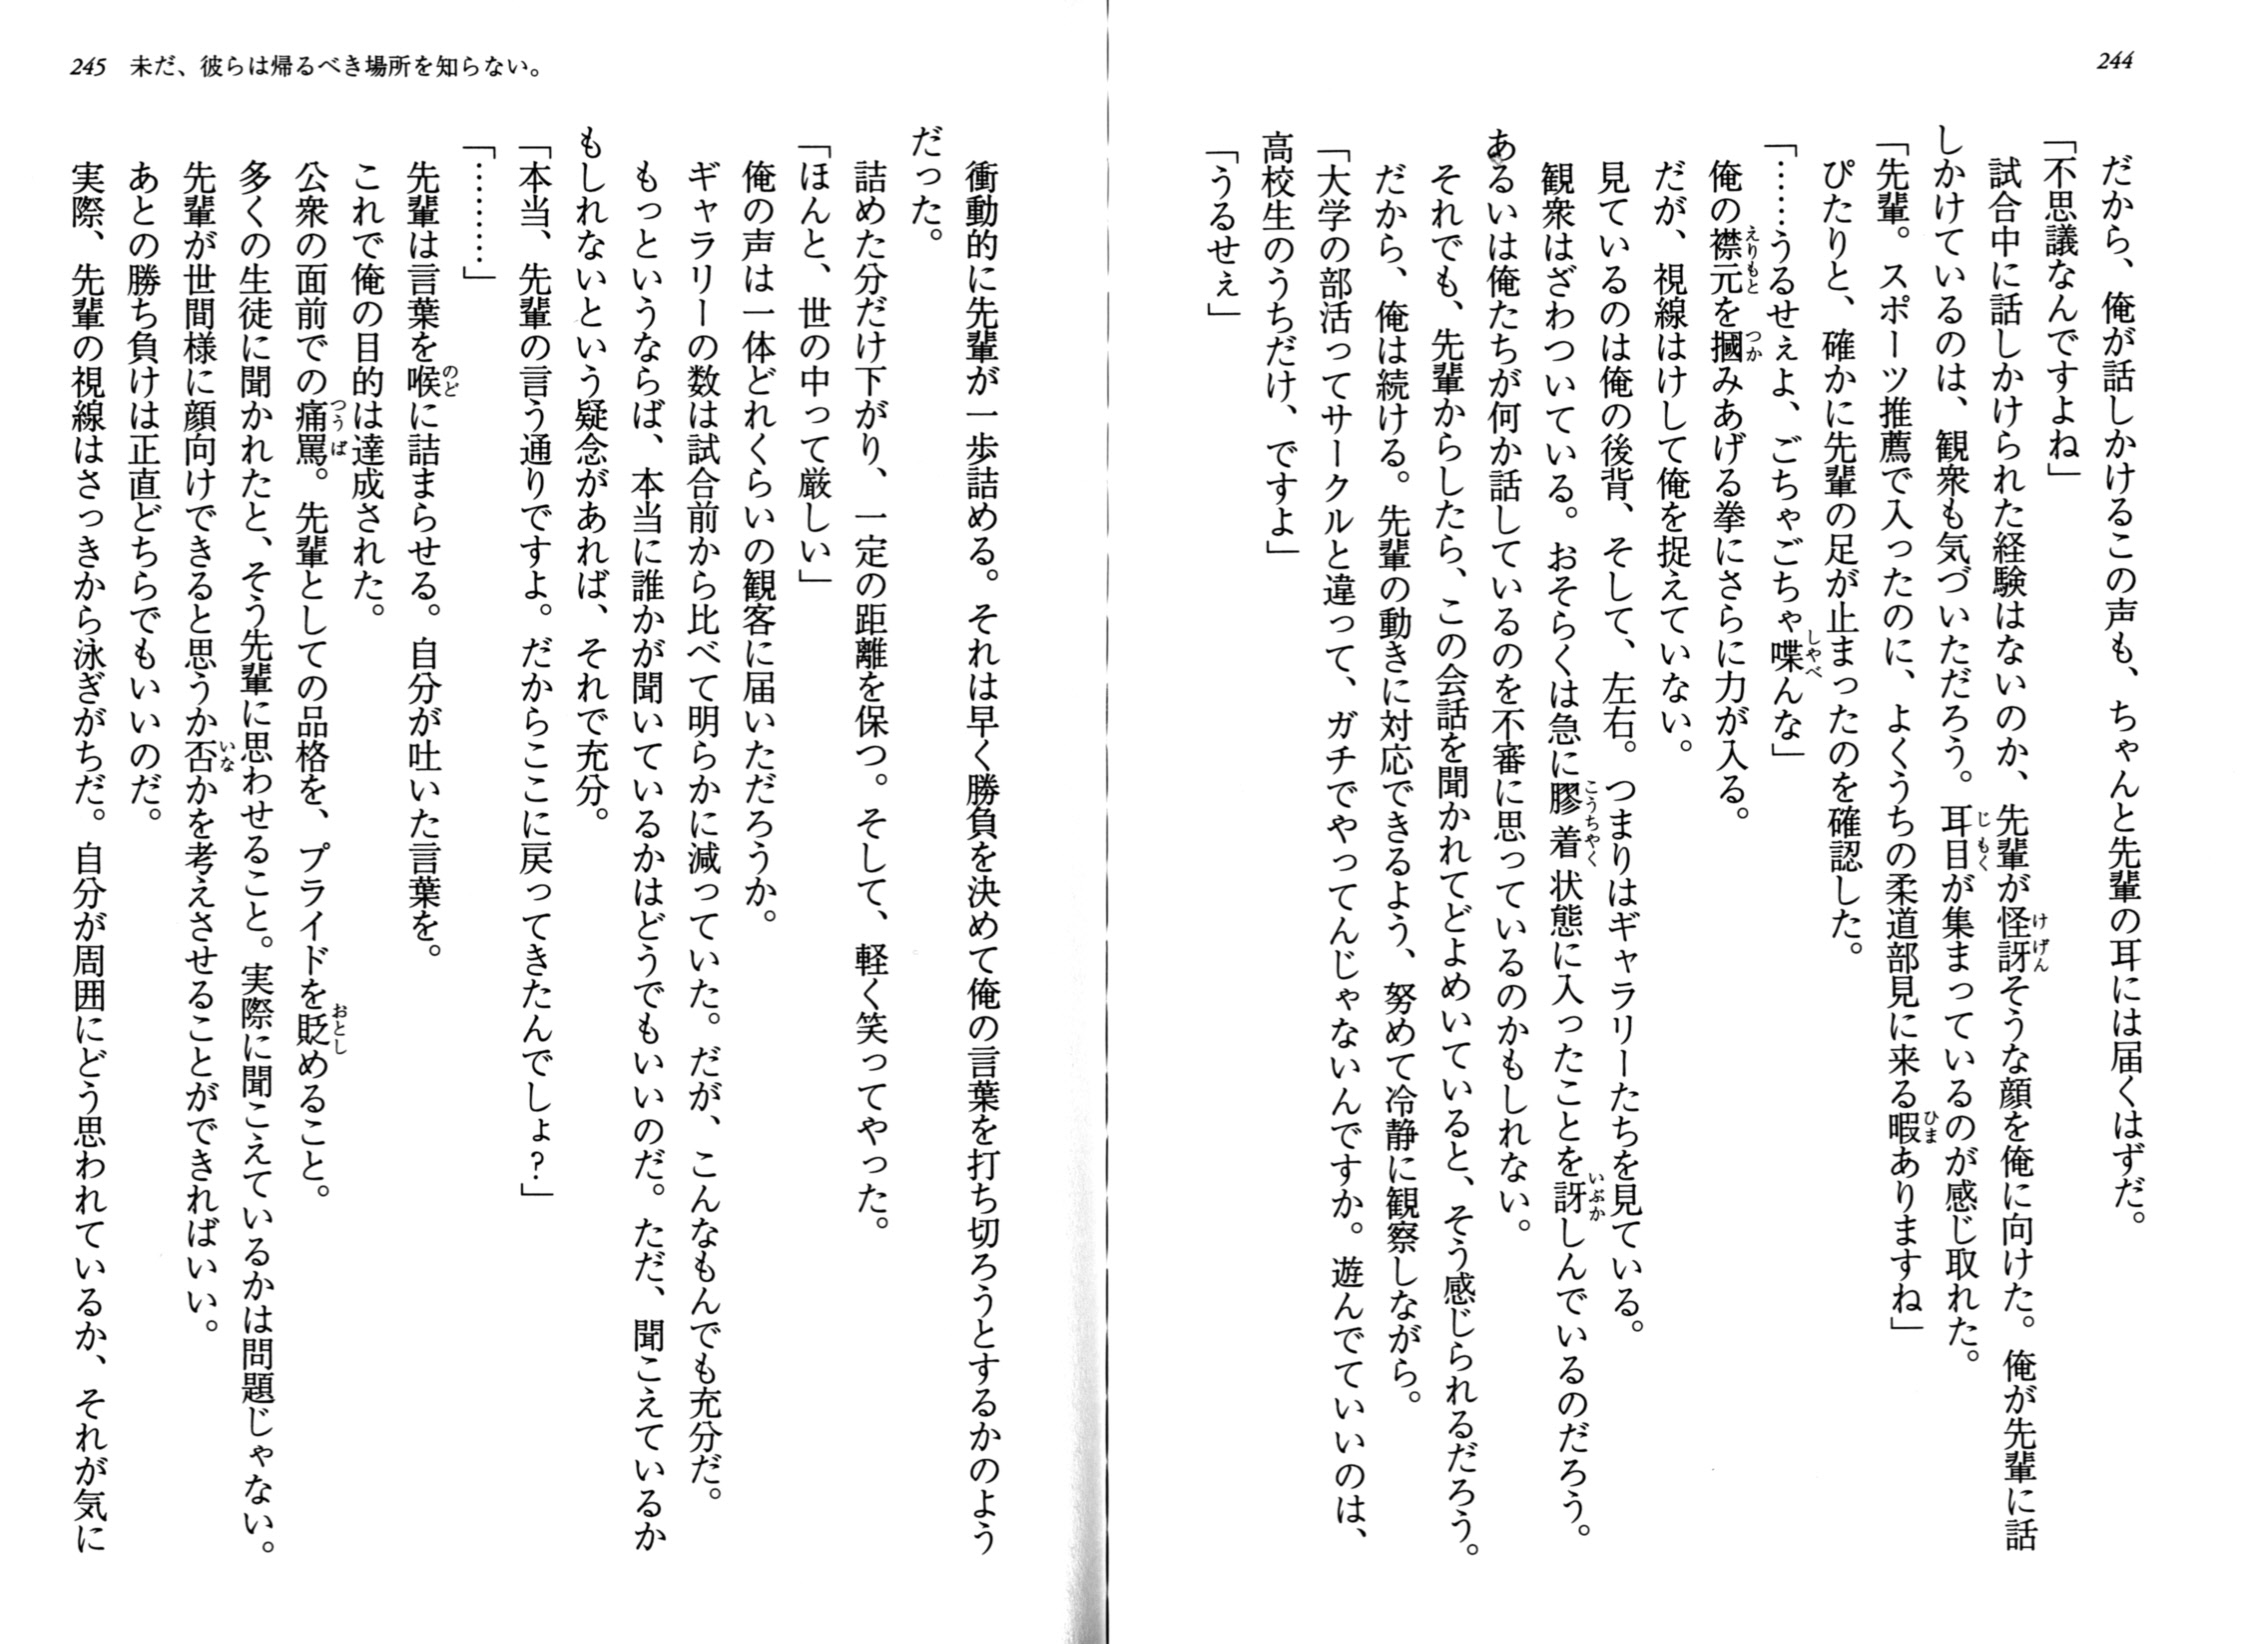 244
だから、俺が話しかけるこの声も、ちゃんと先輩の耳には届くはずだ。
「不思議なんですよね」
試合中に話しかけられた経験はないのか、先輩が怪訝そうな顔を俺に向けた。俺が先輩に話
しかけているのは、観衆も気づいただろう。耳目が集まっているのが感じ取れた。
「先輩。スポーツ推薦で入ったのに、よくうちの柔道部見に来る暇ありますね」
ぴたりと、確かに先輩の足が止まったのを確認した。
「……うるせぇよ、ごちゃごちゃ喋んな」
俺の襟元を摑みあげる拳にさらに力が入る。
だが、視線はけして俺を捉えていない。
見ているのは俺の後背、そして、左右。つまりはギャラリーたちを見ている。
観衆はざわついている。おそらくは急に膠着状態に入ったことを訝しんでいるのだろう。
あるいは俺たちが何か話しているのを不審に思っているのかもしれない。
それでも、先輩からしたら、この会話を聞かれてどよめいていると、そう感じられるだろう。
だから、俺は続ける。先輩の動きに対応できるよう、努めて冷静に観察しながら。
「大学の部活ってサークルと違って、ガチでやってんじゃないんですか。遊んでていいのは、
高校生のうちだけ、ですよ」
「うるせぇ」
245 未だ、彼らは帰るべき場所を知らない。
衝動的に先輩が一歩詰める。それは早く勝負を決めて俺の言葉を打ち切ろうとするかのよう
だった。
詰めた分だけ下がり、一定の距離を保つ。そして、軽く笑ってやった。
「ほんと、世の中って厳しい」
俺の声は一体どれくらいの観客に届いただろうか。
ギャラリーの数は試合前から比べて明らかに減っていた。だが、こんなもんでも充分だ。
もっというならば、本当に誰かが聞いているかはどうでもいいのだ。ただ、聞こえているか
もしれないという疑念があれば、それで充分。
「本当、先輩の言う通りですよ。だからここに戻ってきたんでしょ？」
「………」
先輩は言葉を喉に詰まらせる。自分が吐いた言葉を。
これで俺の目的は達成された。
公衆の面前での痛罵。先輩としての品格を、プライドを貶めること。
多くの生徒に聞かれたと、そう先輩に思わせること。実際に聞こえているかは問題じゃない。
先輩が世間様に顔向けできると思うか否かを考えさせることができればいい。
あとの勝ち負けは正直どちらでもいいのだ。
実際、先輩の視線はさっきから泳ぎがちだ。自分が周囲にどう思われているか、それが気に